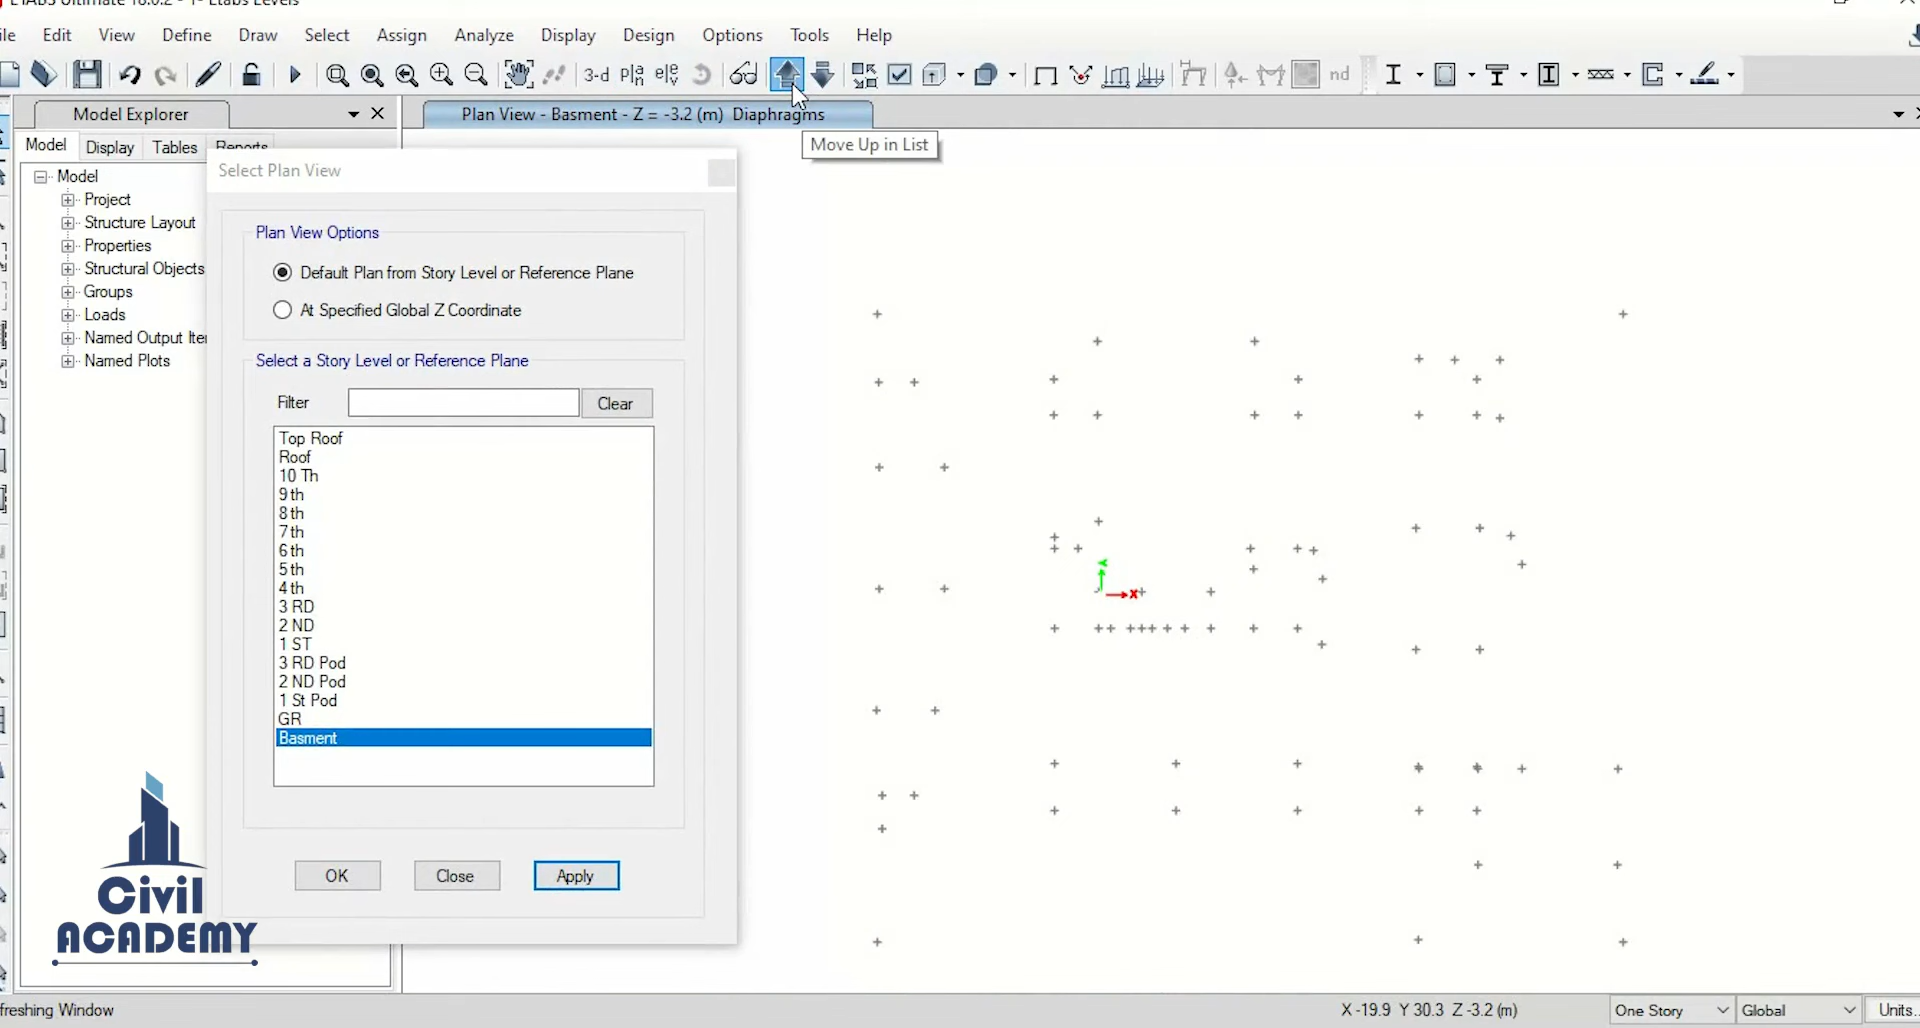 ETABS Ultimate 18.0.2 - 1- Etabs Levels
ile Edit View Define Draw Select Assign Analyze Display Design Options Tools Help
3-d pla ele nd
Model Explorer
Plan View - Basment - Z = -3.2 (m) Diaphragms
Move Up in List
Model Display Tables Reports
Model
Project
Structure Layout
Properties
Structural Objects
Groups
Loads
Named Output Iter
Named Plots
Select Plan View
Plan View Options
Default Plan from Story Level or Reference Plane
At Specified Global Z Coordinate
Select a Story Level or Reference Plane
Filter Clear
Top Roof
Roof
10 Th
9 th
8 th
7 th
6 th
5 th
4 th
3 RD
2 ND
1 ST
3 RD Pod
2 ND Pod
1 St Pod
GR
Basment
OK Close Apply
X
Civil
ACADEMY
freshing Window
X -19.9 Y 30.3 Z -3.2 (m)
One Story Global Units...